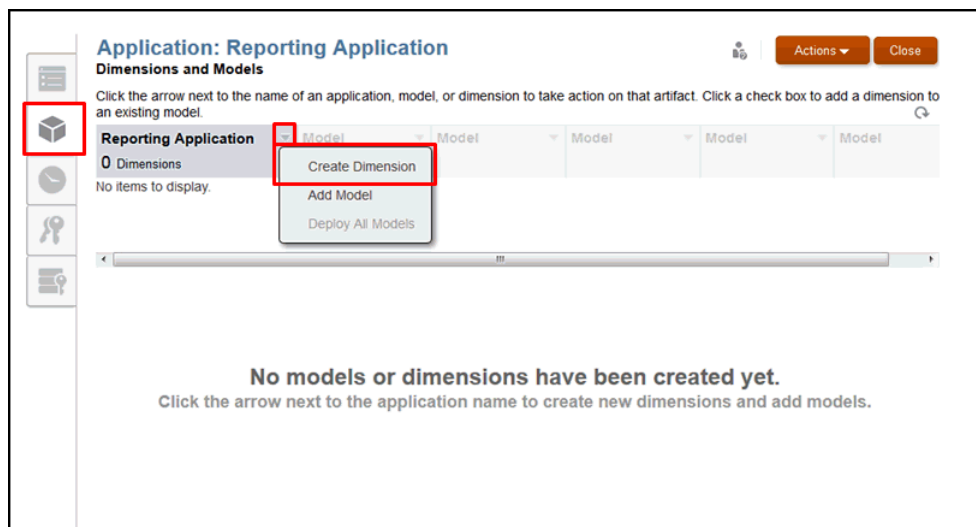 Application: Reporting Application
Actions
Close
Dimensions and Models
Click the arrow next to the name of an application, model, or dimension to take action on that artifact. Click a check box to add a dimension to
an existing model.
Reporting Application
Model
Model
Model
Model
Model
0 Dimensions
Create Dimension
No items to display.
Add Model
Deploy All Models
No models or dimensions have been created yet.
Click the arrow next to the application name to create new dimensions and add models.